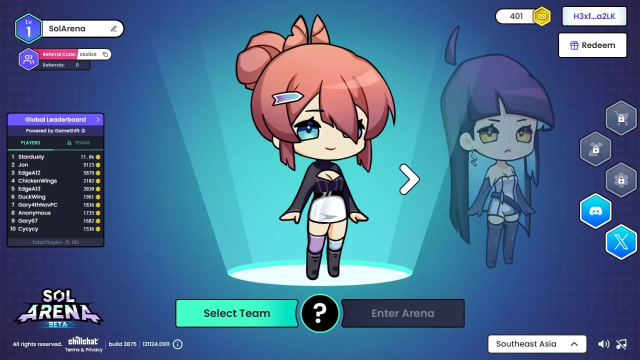 Lv
1
SolArena
Referral Code:
Referrals: 0
401
H3xf...a2LK
Redeem
Global Leaderboard
Powered by GameShift
PLAYERS
TEAMS
1 Stardusty 11.8k
2 Jon 9123
3 EdgeA12 5879
4 ChickenWings 2182
5 EdgeA13 2020
6 DuckWing 1961
7 Gary4thNovPC 1836
8 Anonymous 1735
9 Gary67 1682
10 Cycycy 1536
Total Players
SOL
ARENA
BETA
Select Team
?
Enter Arena
All rights reserved.
chillchat
Terms & Privacy
build 3875
121124.0911
Southeast Asia